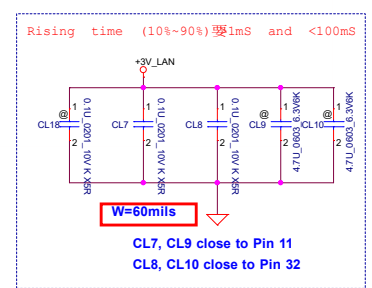 Rising time (10%~90%)要1mS and <100mS
+3V_LAN
@
CL18
1
2
0.1U_0201_10V K X5R
CL7
1
2
0.1U_0201_10V K X5R
CL8
1
2
0.1U_0201_10V K X5R
@
CL9
1
2
4.7U_0603_6.3V6K
@
CL10
1
2
4.7U_0603_6.3V6K
W=60mils
CL7, CL9 close to Pin 11
CL8, CL10 close to Pin 32